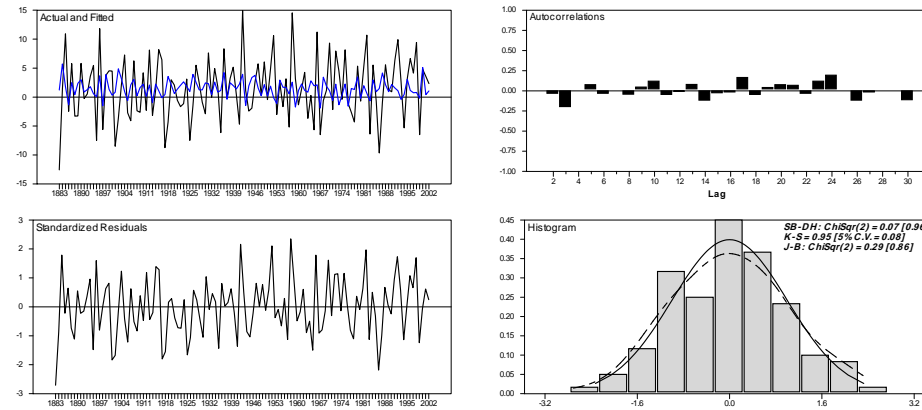 Actual and Fitted
15
10
5
0
-5
-10
-15
1883 1890 1897 1904 1911 1918 1925 1932 1939 1946 1953 1960 1967 1974 1981 1988 1995 2002
Autocorrelations
1.00
0.75
0.50
0.25
0.00
-0.25
-0.50
-0.75
-1.00
2 4 6 8 10 12 14 16 18 20 22 24 26 28 30
Lag
Standardized Residuals
3
2
1
0
-1
-2
-3
1883 1890 1897 1904 1911 1918 1925 1932 1939 1946 1953 1960 1967 1974 1981 1988 1995 2002
Histogram
SB-DH: ChiSqr(2) = 0.07 [0.96
K-S = 0.95 [5% C.V. = 0.08]
J-B: ChiSqr(2) = 0.29 [0.86]
0.45
0.40
0.35
0.30
0.25
0.20
0.15
0.10
0.05
0.00
-3.2 -1.6 0.0 1.6 3.2